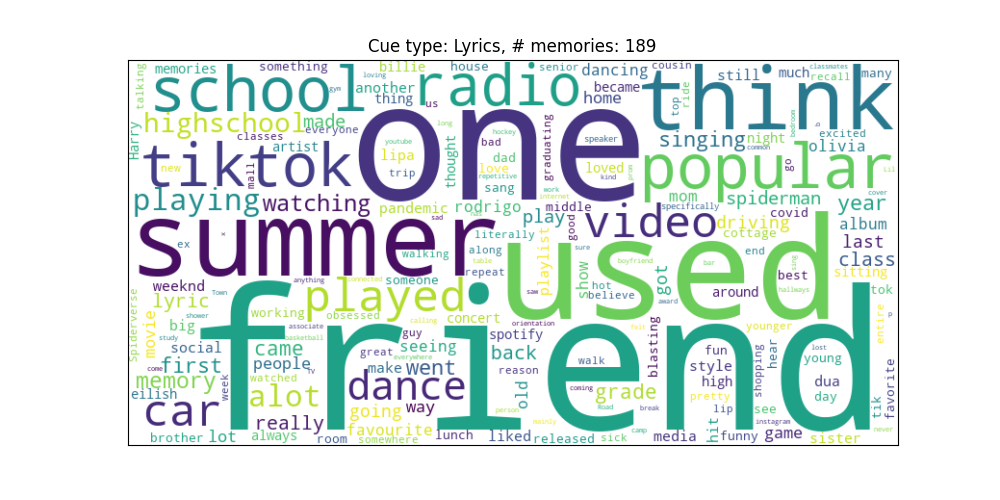 Cue type: Lyrics, # memories: 189
talking memories something billie house senior dancing cousin still much classmates recall many
school another radio became top ride think
loving gym thing us home
Harry highschool made everyone one hockey speaker singing night bedroom excited
classes artist youtube bad graduating common go olivia
tiktok new mall lipa trip thought dad love loved kind popular lil
repetitive sang work internet prom mom spiderman cover
playing watching pandemic rodrigo middle specifically covid year
summer sad literally play good video driving album
ex walking along playlist sure cottage end last
repeat show boyfriend bar class
weeknd anything connected someone table saw hot believe got used best sing sitting
spiderverse Town lyric played award around hallways tok
movie shower working obsessed calling concert orientation felt younger entire p
big associate basketball guy spotify blasting
study social came great everywhere seeing back walk fun lost hear young
come first people TV make went reason style shopping
eilish memory week watched alot dance old coming grade high pretty dua day tik favorite
car really going way person Road break lip see never
favourite mainly camp instagram hit
brother lot always room somewhere lunch liked released sick media funny game sister
friend